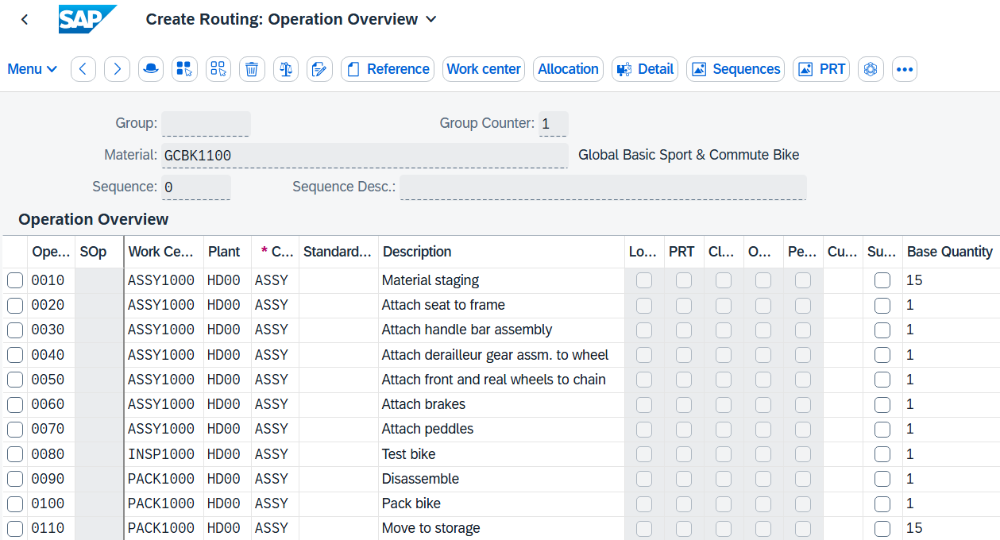 SAP Create Routing: Operation Overview
Menu Reference Work center Allocation Detail Sequences PRT
Group: Group Counter: 1
Material: GCBK1100 Global Basic Sport & Commute Bike
Sequence: 0 Sequence Desc.:
Operation Overview
Ope... SOp Work Ce... Plant * C... Standard... Description Lo... PRT Cl... O... Pe... Cu... Su... Base Quantity
0010 ASSY1000 HD00 ASSY Material staging 15
0020 ASSY1000 HD00 ASSY Attach seat to frame 1
0030 ASSY1000 HD00 ASSY Attach handle bar assembly 1
0040 ASSY1000 HD00 ASSY Attach derailleur gear assm. to wheel 1
0050 ASSY1000 HD00 ASSY Attach front and real wheels to chain 1
0060 ASSY1000 HD00 ASSY Attach brakes 1
0070 ASSY1000 HD00 ASSY Attach peddles 1
0080 INSP1000 HD00 ASSY Test bike 1
0090 PACK1000 HD00 ASSY Disassemble 1
0100 PACK1000 HD00 ASSY Pack bike 1
0110 PACK1000 HD00 ASSY Move to storage 15